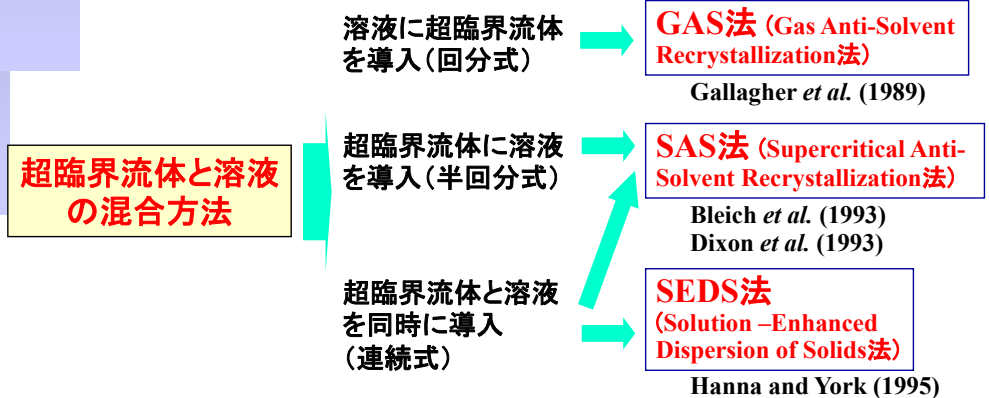 超臨界流体と溶液
の混合方法
溶液に超臨界流体
を導入（回分式）
GAS法 (Gas Anti-Solvent
Recrystallization法)
Gallagher et al. (1989)
超臨界流体に溶液
を導入（半回分式）
SAS法 (Supercritical Anti-
Solvent Recrystallization法)
Bleich et al. (1993)
Dixon et al. (1993)
超臨界流体と溶液
を同時に導入
（連続式）
SEDS法
(Solution –Enhanced
Dispersion of Solids法)
Hanna and York (1995)